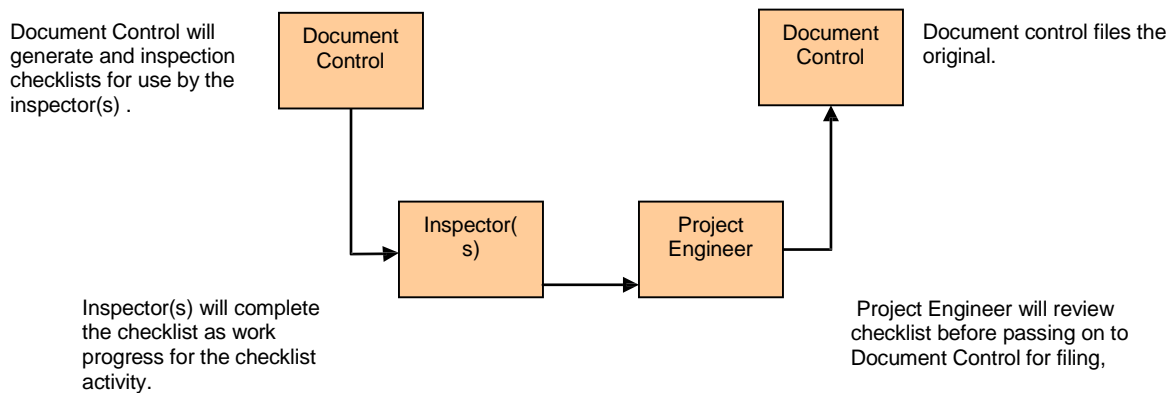 Document Control will
generate and inspection
checklists for use by the
inspector(s) .
Document
Control
Document
Control
Document control files the
original.
Inspector(
s)
Project
Engineer
Inspector(s) will complete
the checklist as work
progress for the checklist
activity.
Project Engineer will review
checklist before passing on to
Document Control for filing,